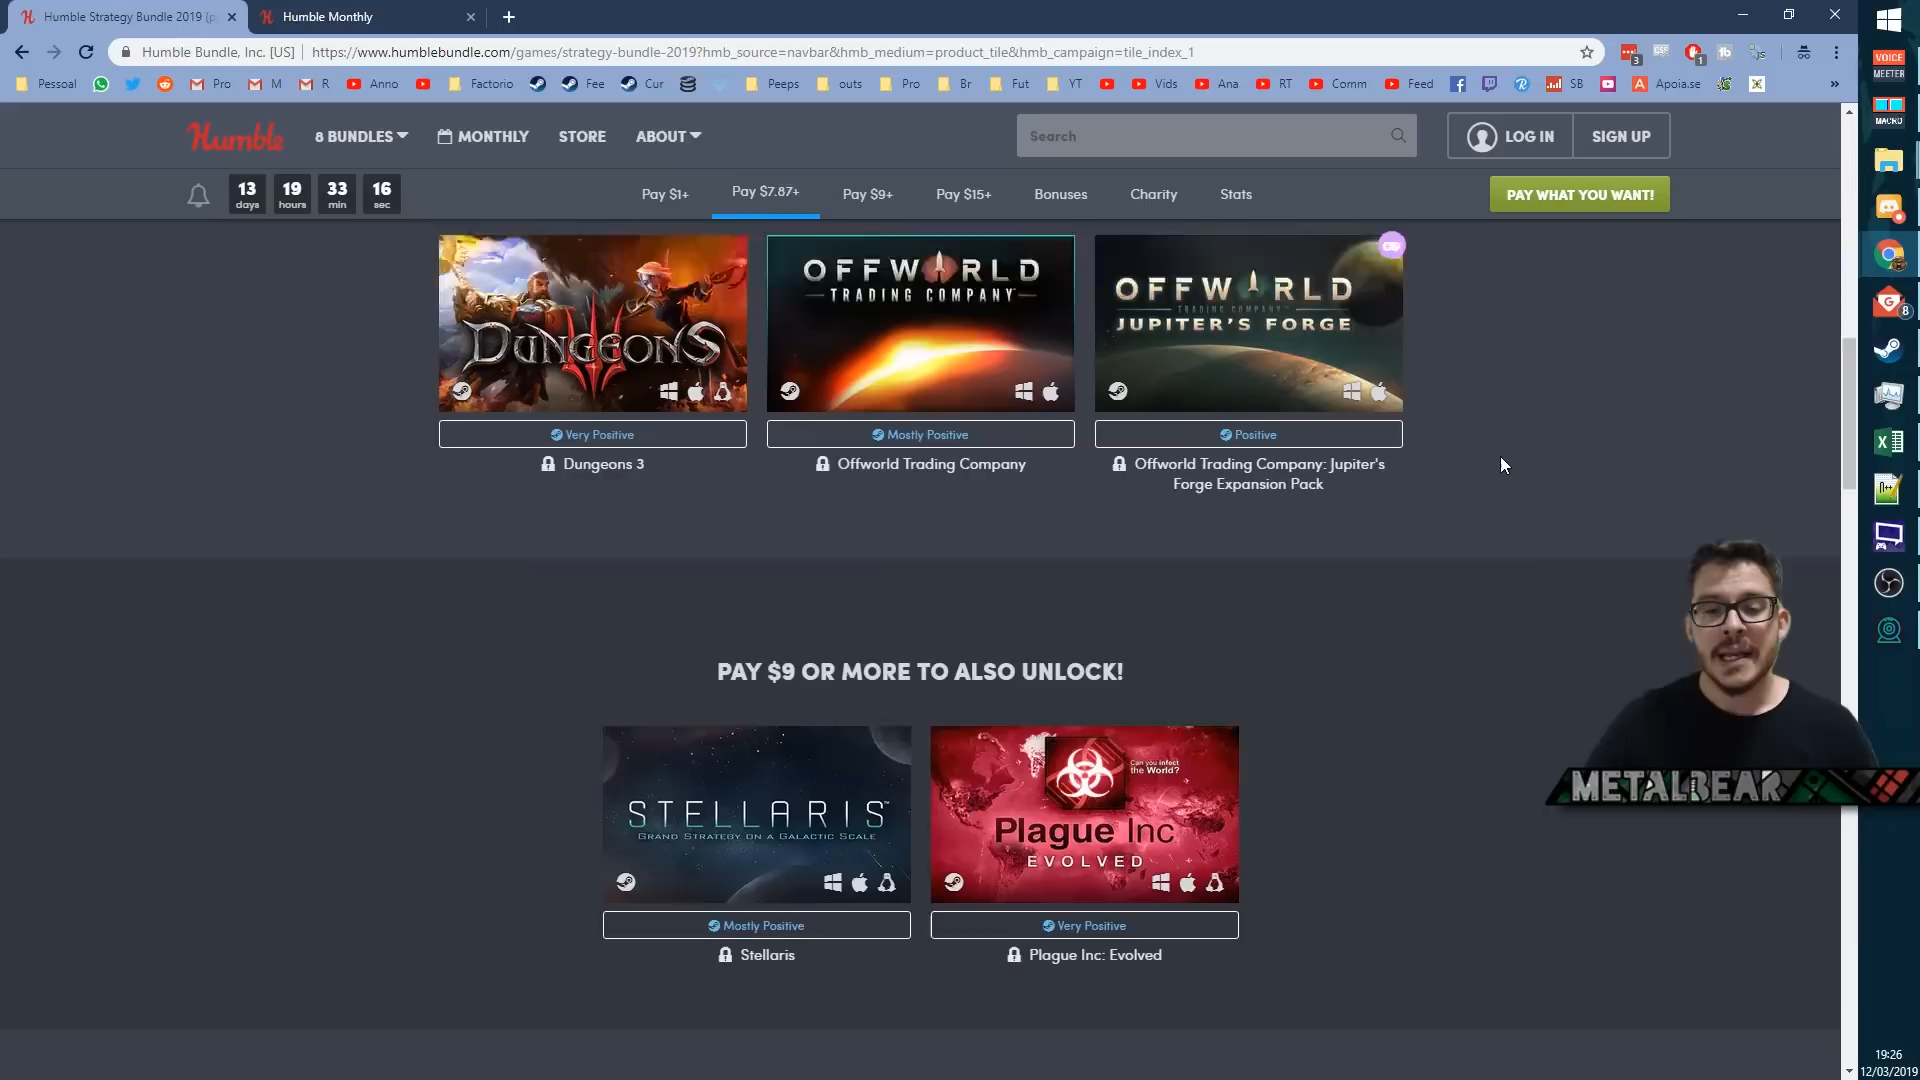 Humble Strategy Bundle 2019 (p
Humble Monthly
Humble Bundle, Inc. [US]
https://www.humblebundle.com/games/strategy-bundle-2019?hmb_source=navbar&hmb_medium=product_tile&hmb_campaign=tile_index_1
Pessoal
Pro
M
R
Anno
Factorio
Fee
Cur
Peeps
outs
Pro
Br
Fut
YT
Vids
Ana
RT
Comm
Feed
SB
Apoia.se
»
Humble
8 BUNDLES
MONTHLY
STORE
ABOUT
Search
LOG IN
SIGN UP
13 days
19 hours
33 min
16 sec
Pay $1+
Pay $7.87+
Pay $9+
Pay $15+
Bonuses
Charity
Stats
PAY WHAT YOU WANT!
DUNGEONS
OFFWORLD
TRADING COMPANY
OFFWORLD
TRADING COMPANY
JUPITER'S FORGE
Very Positive
Mostly Positive
Positive
Dungeons 3
Offworld Trading Company
Offworld Trading Company: Jupiter's
Forge Expansion Pack
PAY $9 OR MORE TO ALSO UNLOCK!
STELLARIS
GRAND STRATEGY ON A GALACTIC SCALE
Can you infect
the World?
Plague Inc
EVOLVED
Mostly Positive
Very Positive
Stellaris
Plague Inc: Evolved
METALBEAR
VOICE
MEETER
MACRO
8
19:26
12/03/2019